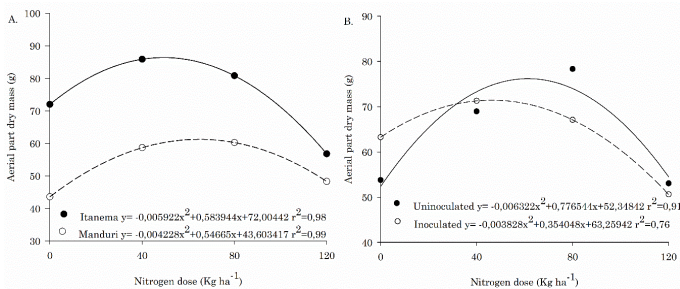 A.
100
90
80
70
60
50
40
30
Aerial part dry mass (g)
Itanema y= -0,005922x²+0,583944x+72,00442 r²=0,98
Manduri y= -0,004228x²+0,54665x+43,603417 r²=0,99
0 40 80 120
Nitrogen dose (Kg ha⁻¹)
B.
80
70
60
50
40
Aerial part dry mass (g)
Uninoculated y= -0,006322x²+0,776544x+52,34842 r²=0,91
Inoculated y= -0,003828x²+0,354048x+63,25942 r²=0,76
0 40 80 120
Nitrogen dose (Kg ha⁻¹)